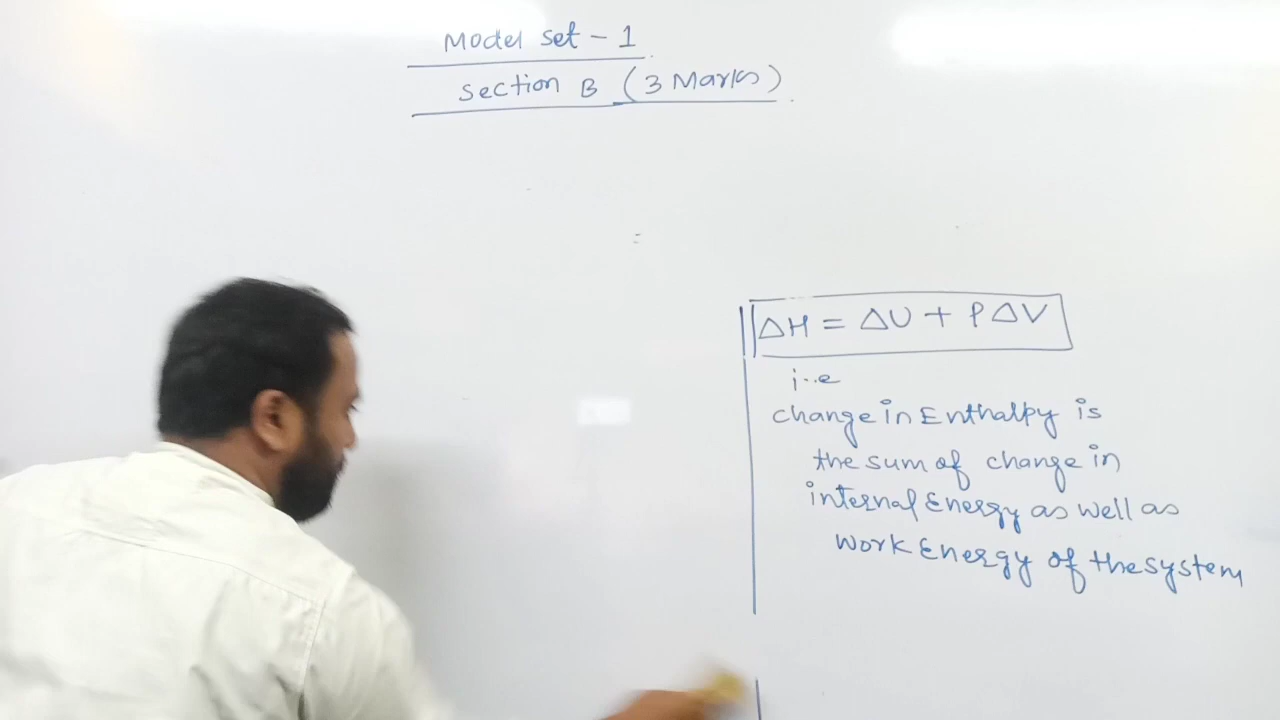 Model set - 1
section B (3 Marks)
ΔH = ΔU + PΔV
i.e
change in Enthalpy is
the sum of change in
internal Energy as well as
work Energy of the system